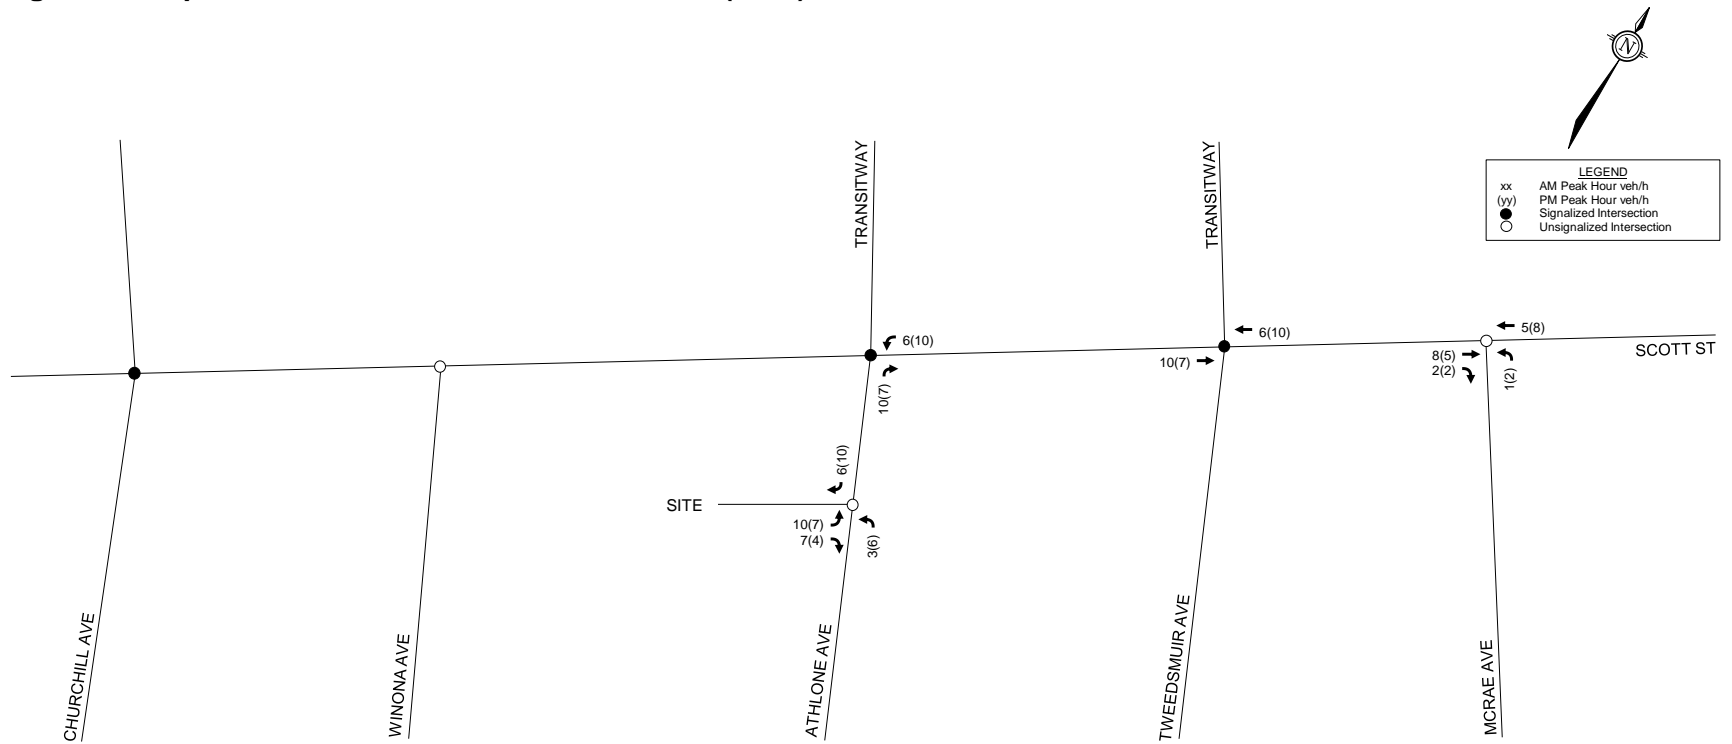 N
TRANSITWAY
TRANSITWAY
LEGEND
xx AM Peak Hour veh/h
(yy) PM Peak Hour veh/h
Signalized Intersection
Unsignalized Intersection
6(10)
10(7)
10(7)
6(10)
5(8)
8(5)
2(2)
1(2)
SCOTT ST
6(10)
SITE
10(7)
7(4)
3(6)
CHURCHILL AVE
WINONA AVE
ATHLONE AVE
TWEEDSMUIR AVE
MCRAE AVE